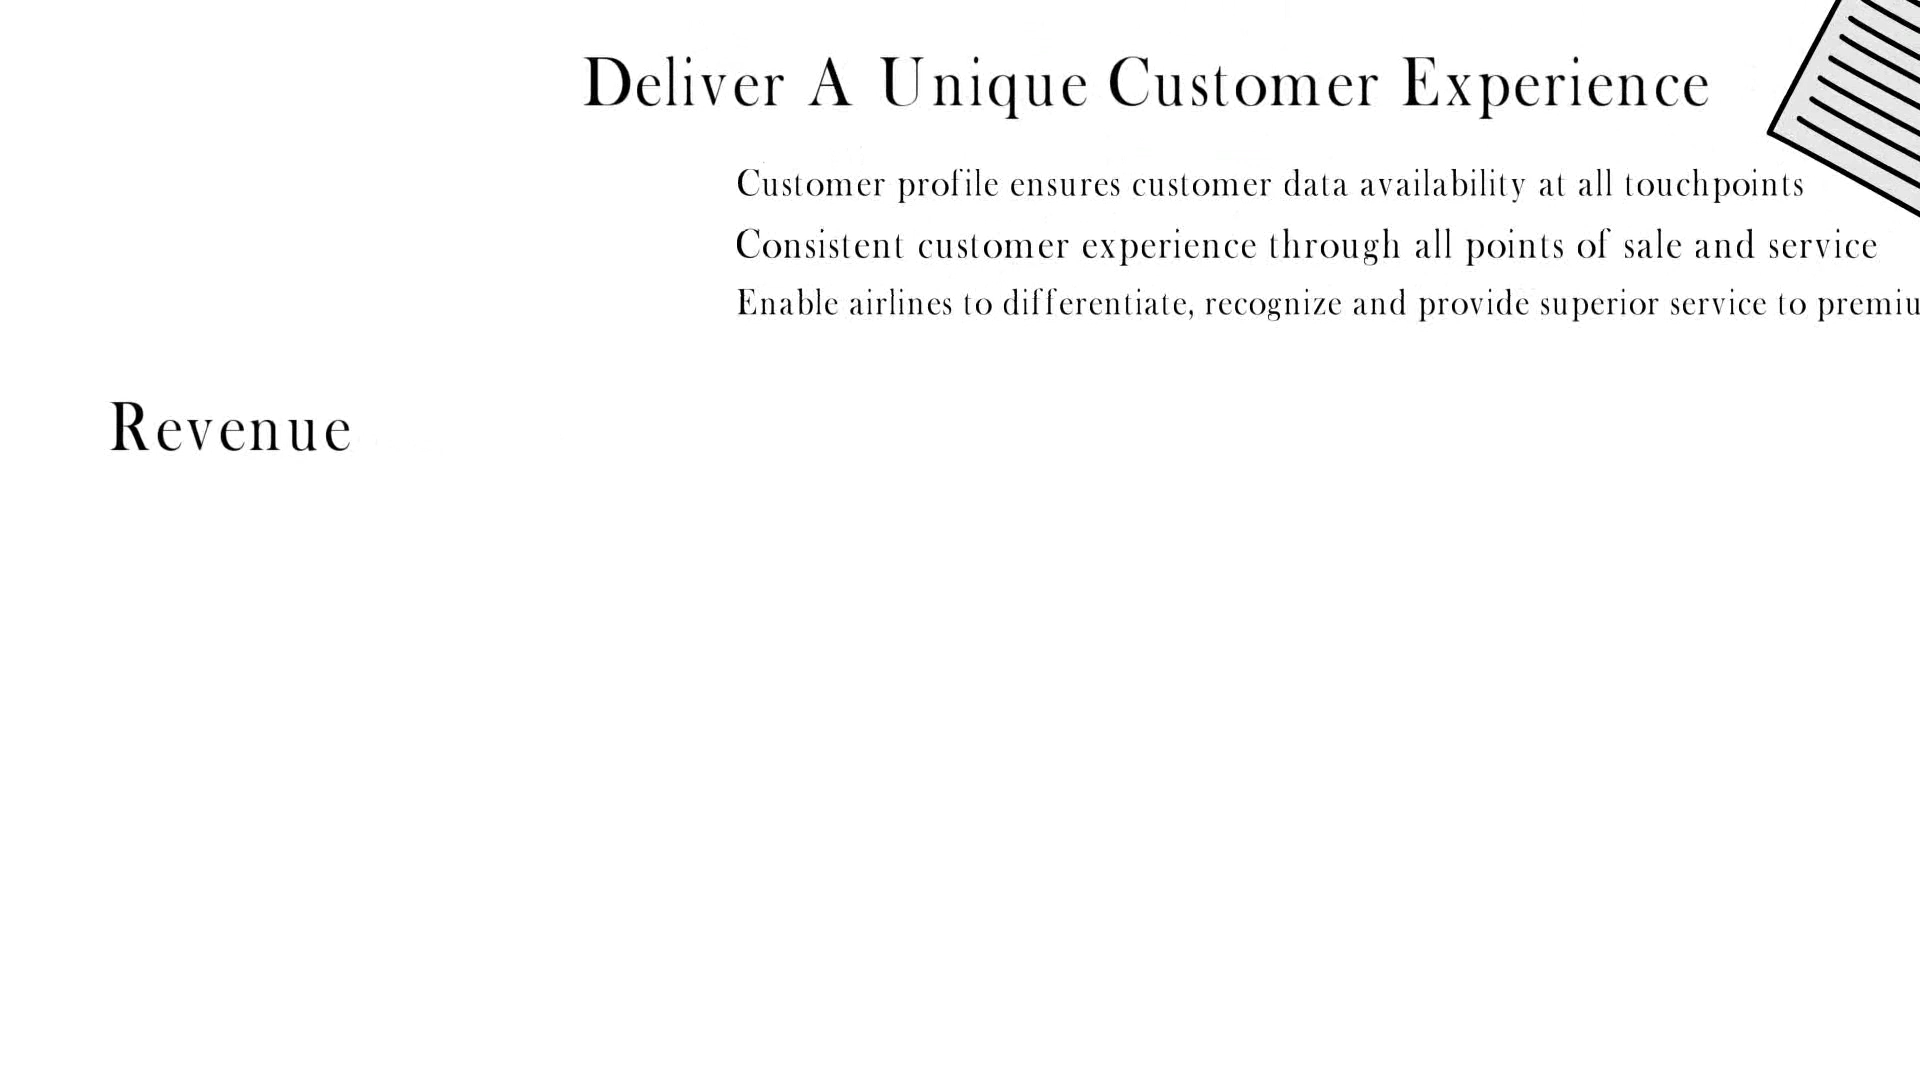 Deliver A Unique Customer Experience
Customer profile ensures customer data availability at all touchpoints
Consistent customer experience through all points of sale and service
Enable airlines to differentiate, recognize and provide superior service to
Revenue